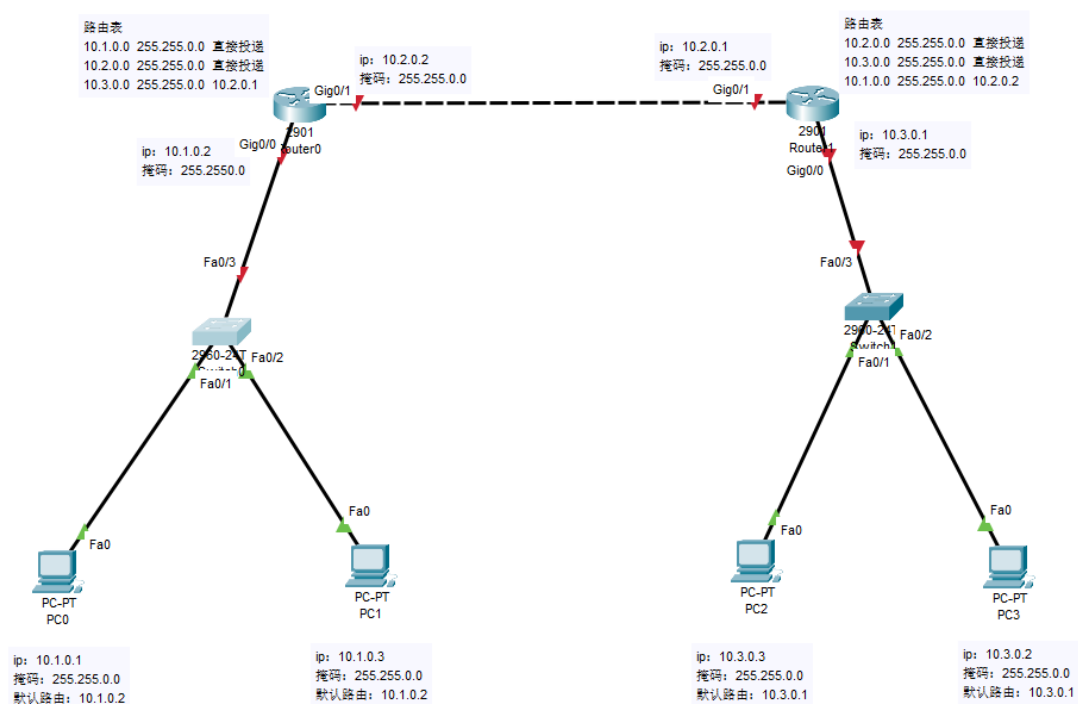 路由表
10.1.0.0 255.255.0.0 直接投递
10.2.0.0 255.255.0.0 直接投递
10.3.0.0 255.255.0.0 10.2.0.1
ip: 10.2.0.2
掩码: 255.255.0.0
ip: 10.2.0.1
掩码: 255.255.0.0
路由表
10.2.0.0 255.255.0.0 直接投递
10.3.0.0 255.255.0.0 直接投递
10.1.0.0 255.255.0.0 10.2.0.2
Gig0/1
Gig0/1
2901
Router0
2901
Router1
ip: 10.1.0.2
掩码: 255.2550.0
Gig0/0
ip: 10.3.0.1
掩码: 255.255.0.0
Gig0/0
Fa0/3
Fa0/3
2960-24T
Switch0
Fa0/2
Fa0/1
2960-24T
Switch
Fa0/2
Fa0/1
Fa0
Fa0
Fa0
Fa0
PC-PT
PC0
PC-PT
PC1
PC-PT
PC2
PC-PT
PC3
ip: 10.1.0.1
掩码: 255.255.0.0
默认路由: 10.1.0.2
ip: 10.1.0.3
掩码: 255.255.0.0
默认路由: 10.1.0.2
ip: 10.3.0.3
掩码: 255.255.0.0
默认路由: 10.3.0.1
ip: 10.3.0.2
掩码: 255.255.0.0
默认路由: 10.3.0.1